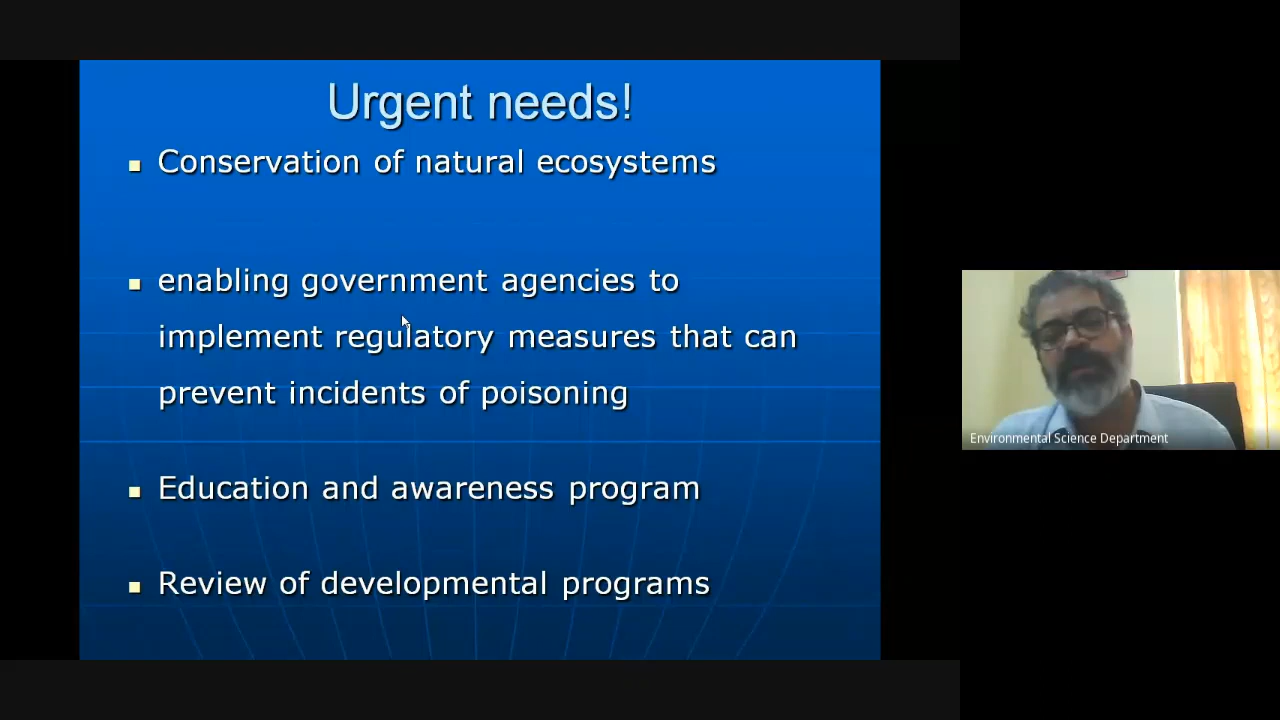 Urgent needs!
Conservation of natural ecosystems
enabling government agencies to
implement regulatory measures that can
prevent incidents of poisoning
Education and awareness program
Review of developmental programs
Environmental Science Department